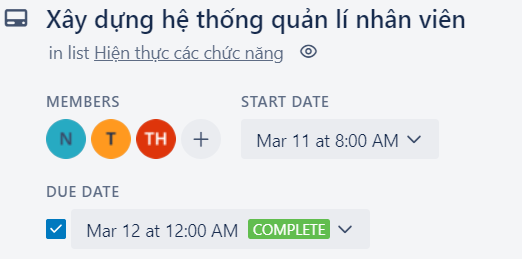 Xây dựng hệ thống quản lí nhân viên
in list Hiện thực các chức năng
MEMBERS
N T TH
START DATE
Mar 11 at 8:00 AM
DUE DATE
Mar 12 at 12:00 AM COMPLETE